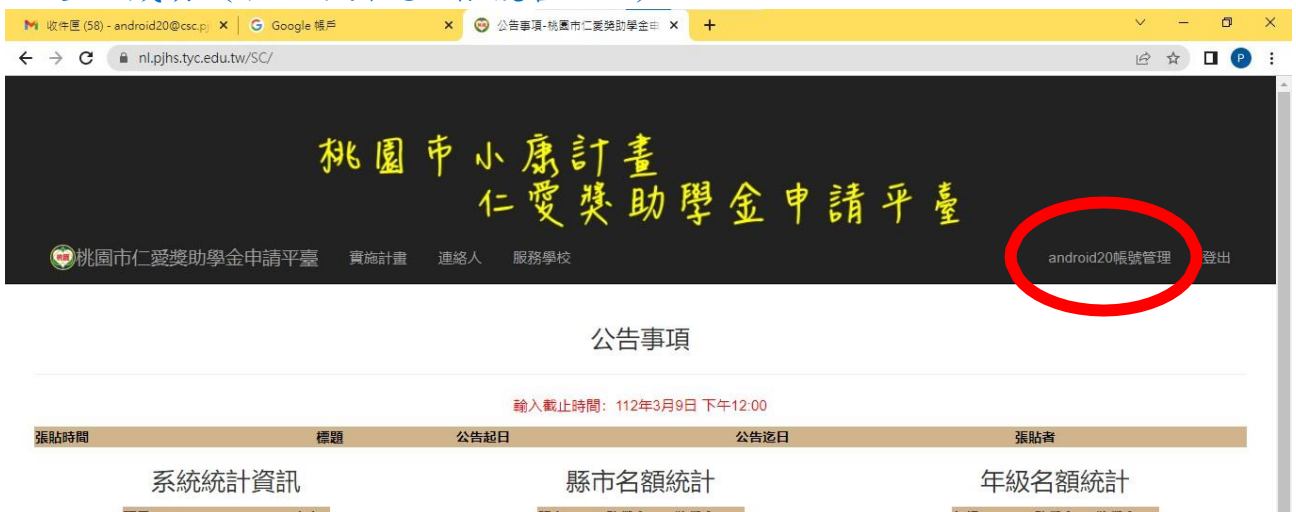 收件匣 (58) - android20@csc.pj
Google 帳戶
公告事項-桃園市仁愛獎助學金申
nl.pjhs.tyc.edu.tw/SC/
P
桃園市小康計畫
仁愛獎助學金申請平臺
桃園市仁愛獎助學金申請平臺 實施計畫 連絡人 服務學校 android20帳號管理 登出
公告事項
輸入截止時間：112年3月9日 下午12:00
張貼時間 標題 公告起日 公告迄日 張貼者
系統統計資訊 縣市名額統計 年級名額統計